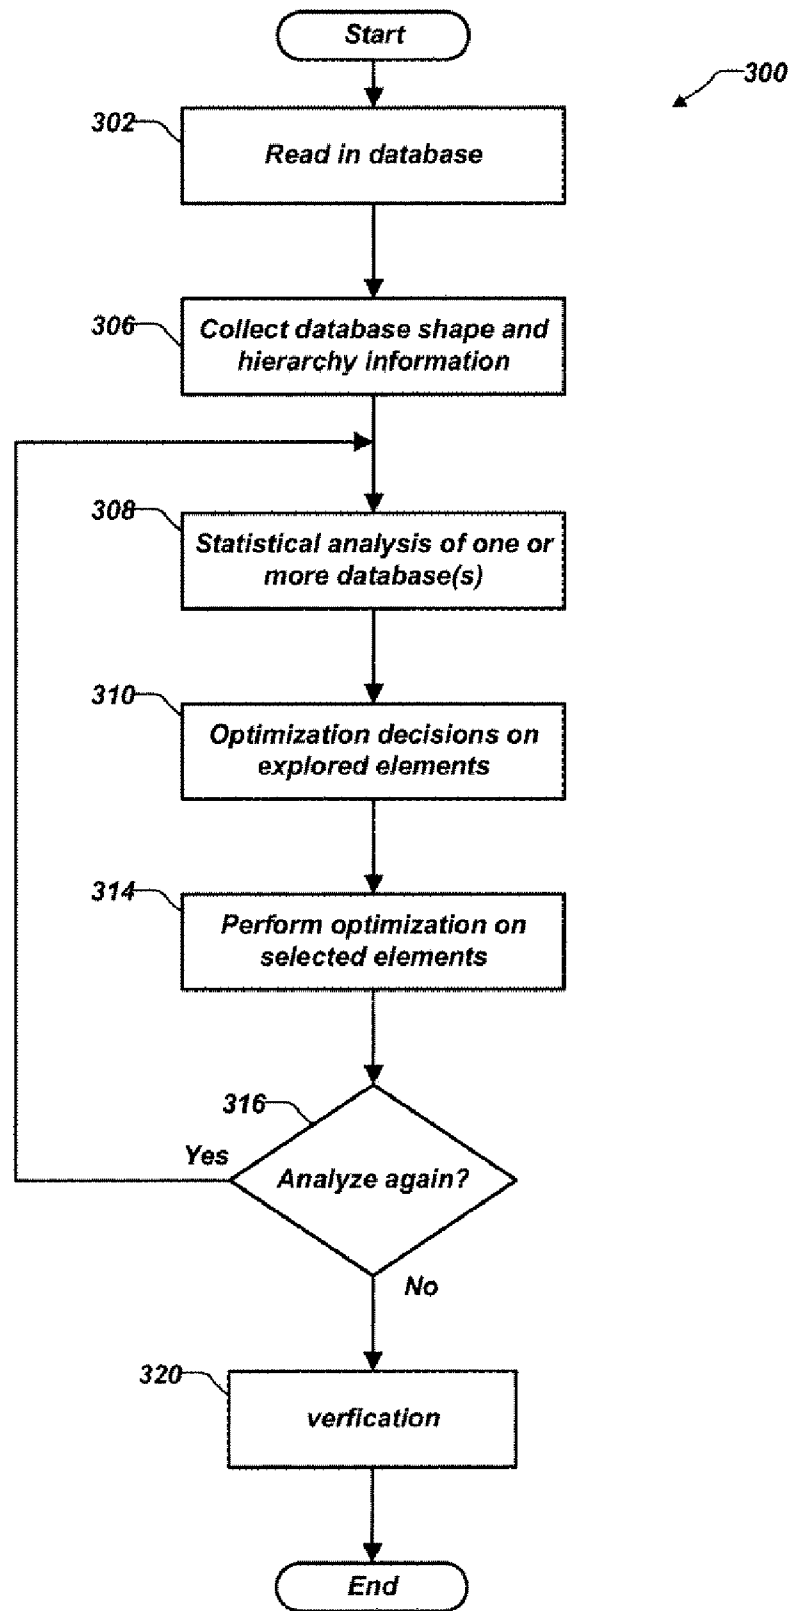 Start
300
302
Read in database
306
Collect database shape and
hierarchy information
308
Statistical analysis of one or
more database(s)
310
Optimization decisions on
explored elements
314
Perform optimization on
selected elements
316
Yes
Analyze again?
No
320
verfication
End